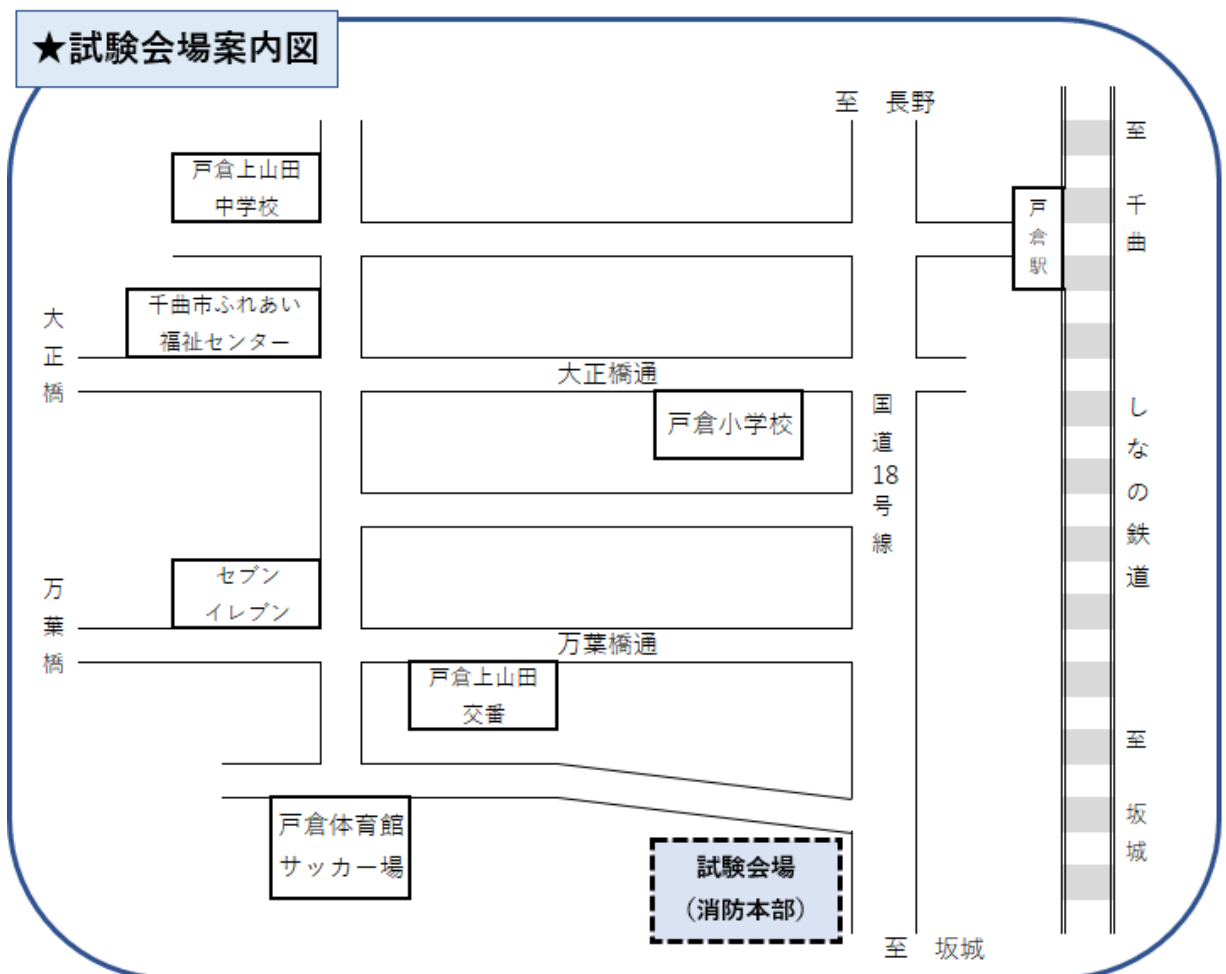 ★試験会場案内図
至 長野
至 千曲
戸倉上山田
中学校
戸倉駅
千曲市ふれあい
福祉センター
大正橋
大正橋通
戸倉小学校
国道18号線
しなの鉄道
セブン
イレブン
万葉橋
万葉橋通
戸倉上山田
交番
至 坂城
戸倉体育館
サッカー場
試験会場
（消防本部）
至 坂城